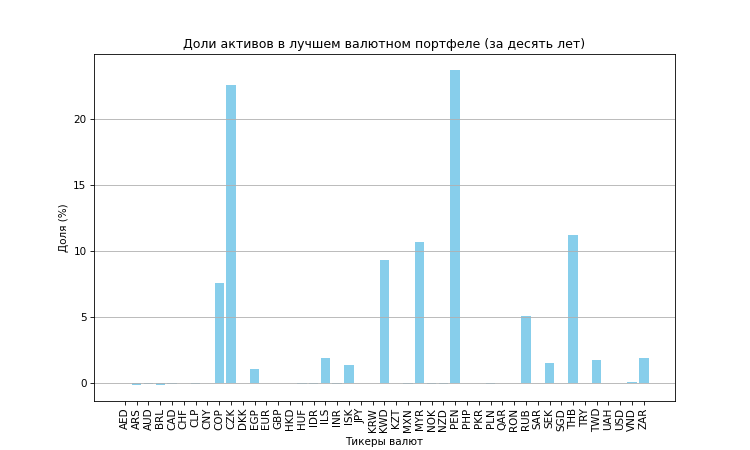 Доли активов в лучшем валютном портфеле (за десять лет)
Доля (%)
20
15
10
5
0
AED ARS AUD BRL CAD CHF CLP CNY COP CZK DKK EGP EUR GBP HKD HUF IDR ILS INR ISK JPY KRW KWD KZT MXN MYR NOK NZD PEN PHP PKR PLN QAR RON RUB SAR SEK SGD THB TRY TWD UAH USD VND ZAR
Тикеры валют